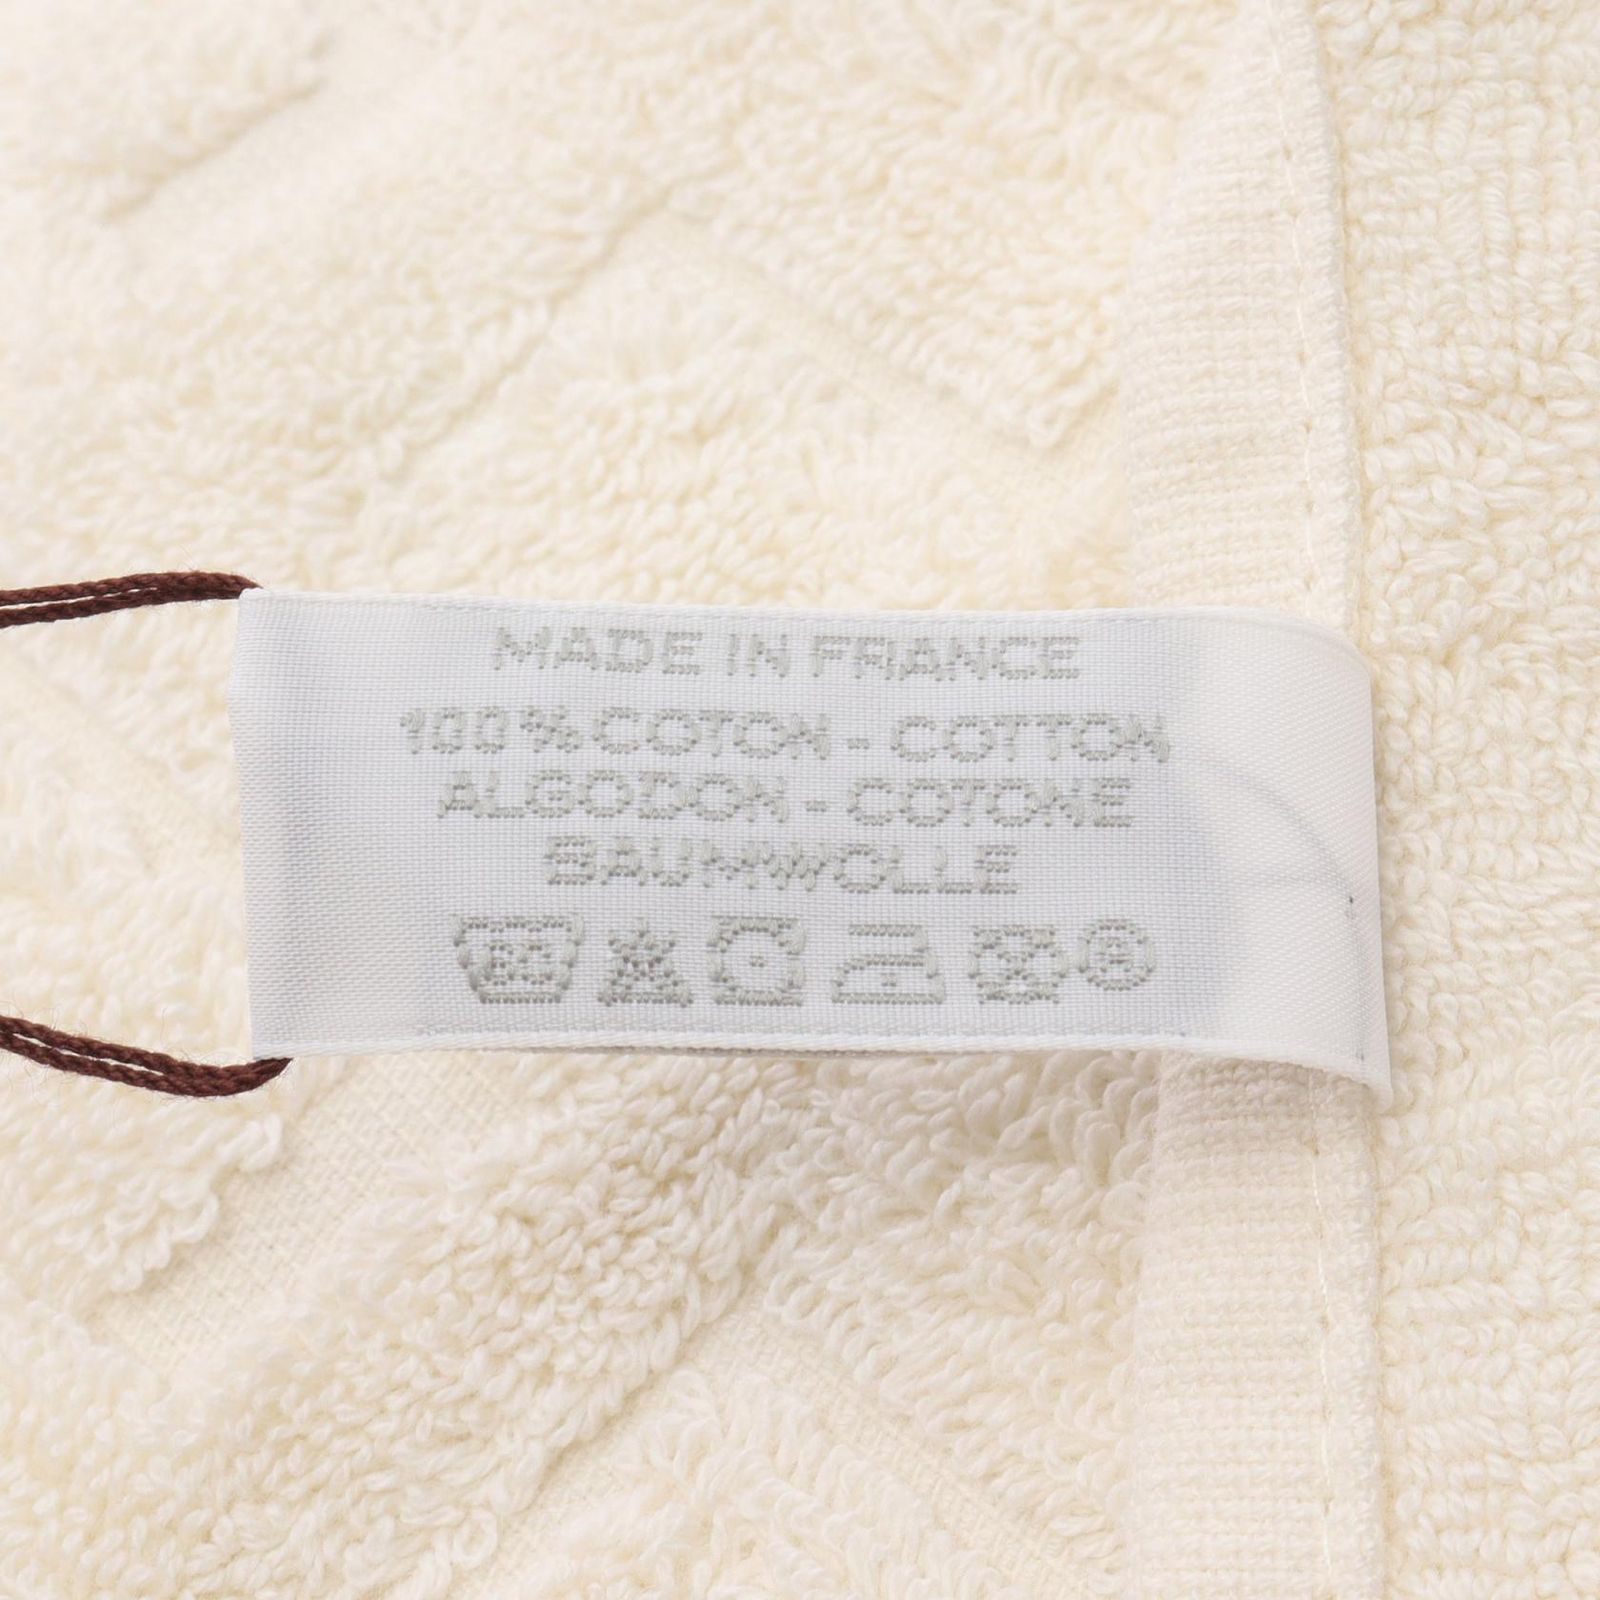 MADE IN FRANCE
100% COTON - COTTON
ALGODON - COTONE
BAUMWOLLE